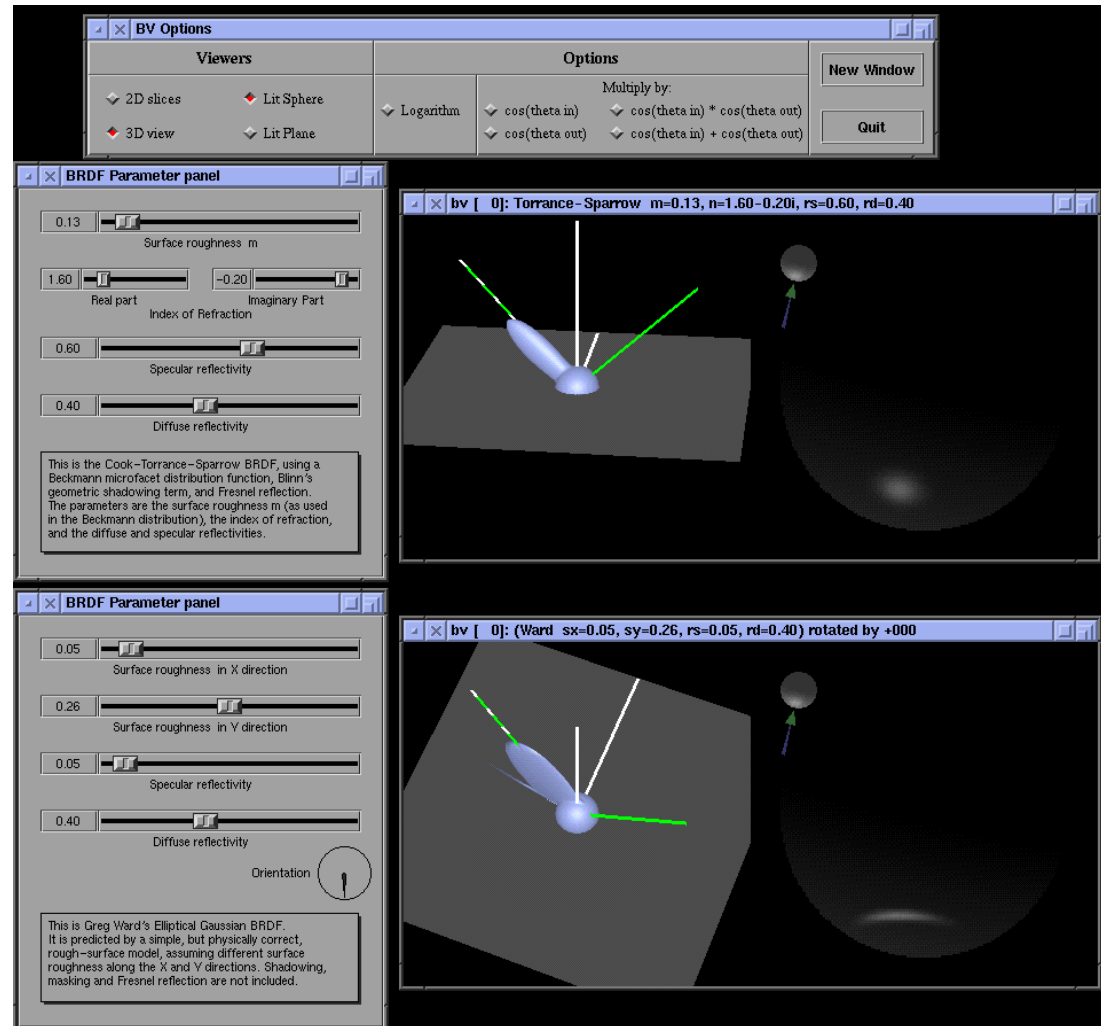 BV Options
Viewers
Options
New Window
2D slices
Lit Sphere
3D view
Lit Plane
Logarithm
Multiply by:
cos(theta in)
cos(theta in) * cos(theta out)
cos(theta out)
cos(theta in) + cos(theta out)
Quit
BRDF Parameter panel
0.13
Surface roughness m
1.60
-0.20
Real part
Imaginary Part
Index of Refraction
0.60
Specular reflectivity
0.40
Diffuse reflectivity
This is the Cook-Torrance-Sparrow BRDF, using a
Beckmann microfacet distribution function, Blinn's
geometric shadowing term, and Fresnel reflection.
The parameters are the surface roughness m (as used
in the Beckmann distribution), the index of refraction,
and the diffuse and specular reflectivities.
bv [ 0]: Torrance-Sparrow m=0.13, n=1.60-0.20i, rs=0.60, rd=0.40
BRDF Parameter panel
0.05
Surface roughness in X direction
0.26
Surface roughness in Y direction
0.05
Specular reflectivity
0.40
Diffuse reflectivity
Orientation
This is Greg Ward's Elliptical Gaussian BRDF.
It is predicted by a simple, but physically correct,
rough-surface model, assuming different surface
roughness along the X and Y directions. Shadowing,
masking and Fresnel reflection are not included.
bv [ 0]: (Ward sx=0.05, sy=0.26, rs=0.05, rd=0.40) rotated by +000